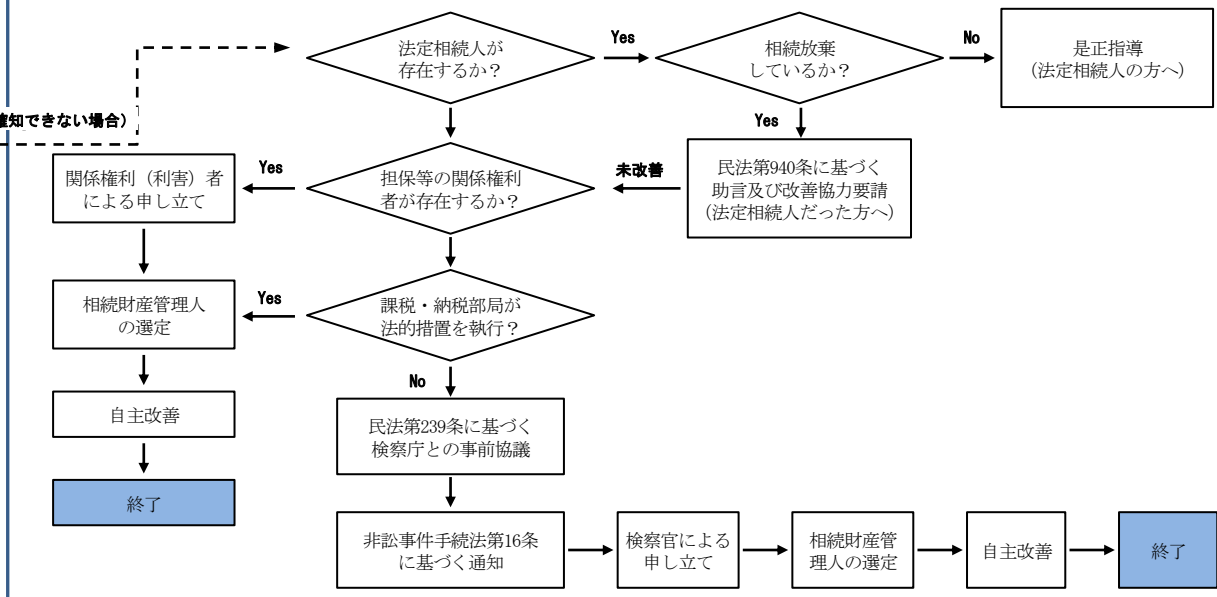 法定相続人が
存在するか？
Yes
相続放棄
しているか？
No
是正指導
(法定相続人の方へ)
知できない場合)
Yes
関係権利（利害）者
による申し立て
Yes
担保等の関係権利
者が存在するか？
未改善
民法第940条に基づく
助言及び改善協力要請
(法定相続人だった方へ)
相続財産管理人
の選定
Yes
課税・納税部局が
法的措置を執行？
No
自主改善
民法第239条に基づく
検察庁との事前協議
終了
非訟事件手続法第16条
に基づく通知
検察官による
申し立て
相続財産管
理人の選定
自主改善
終了